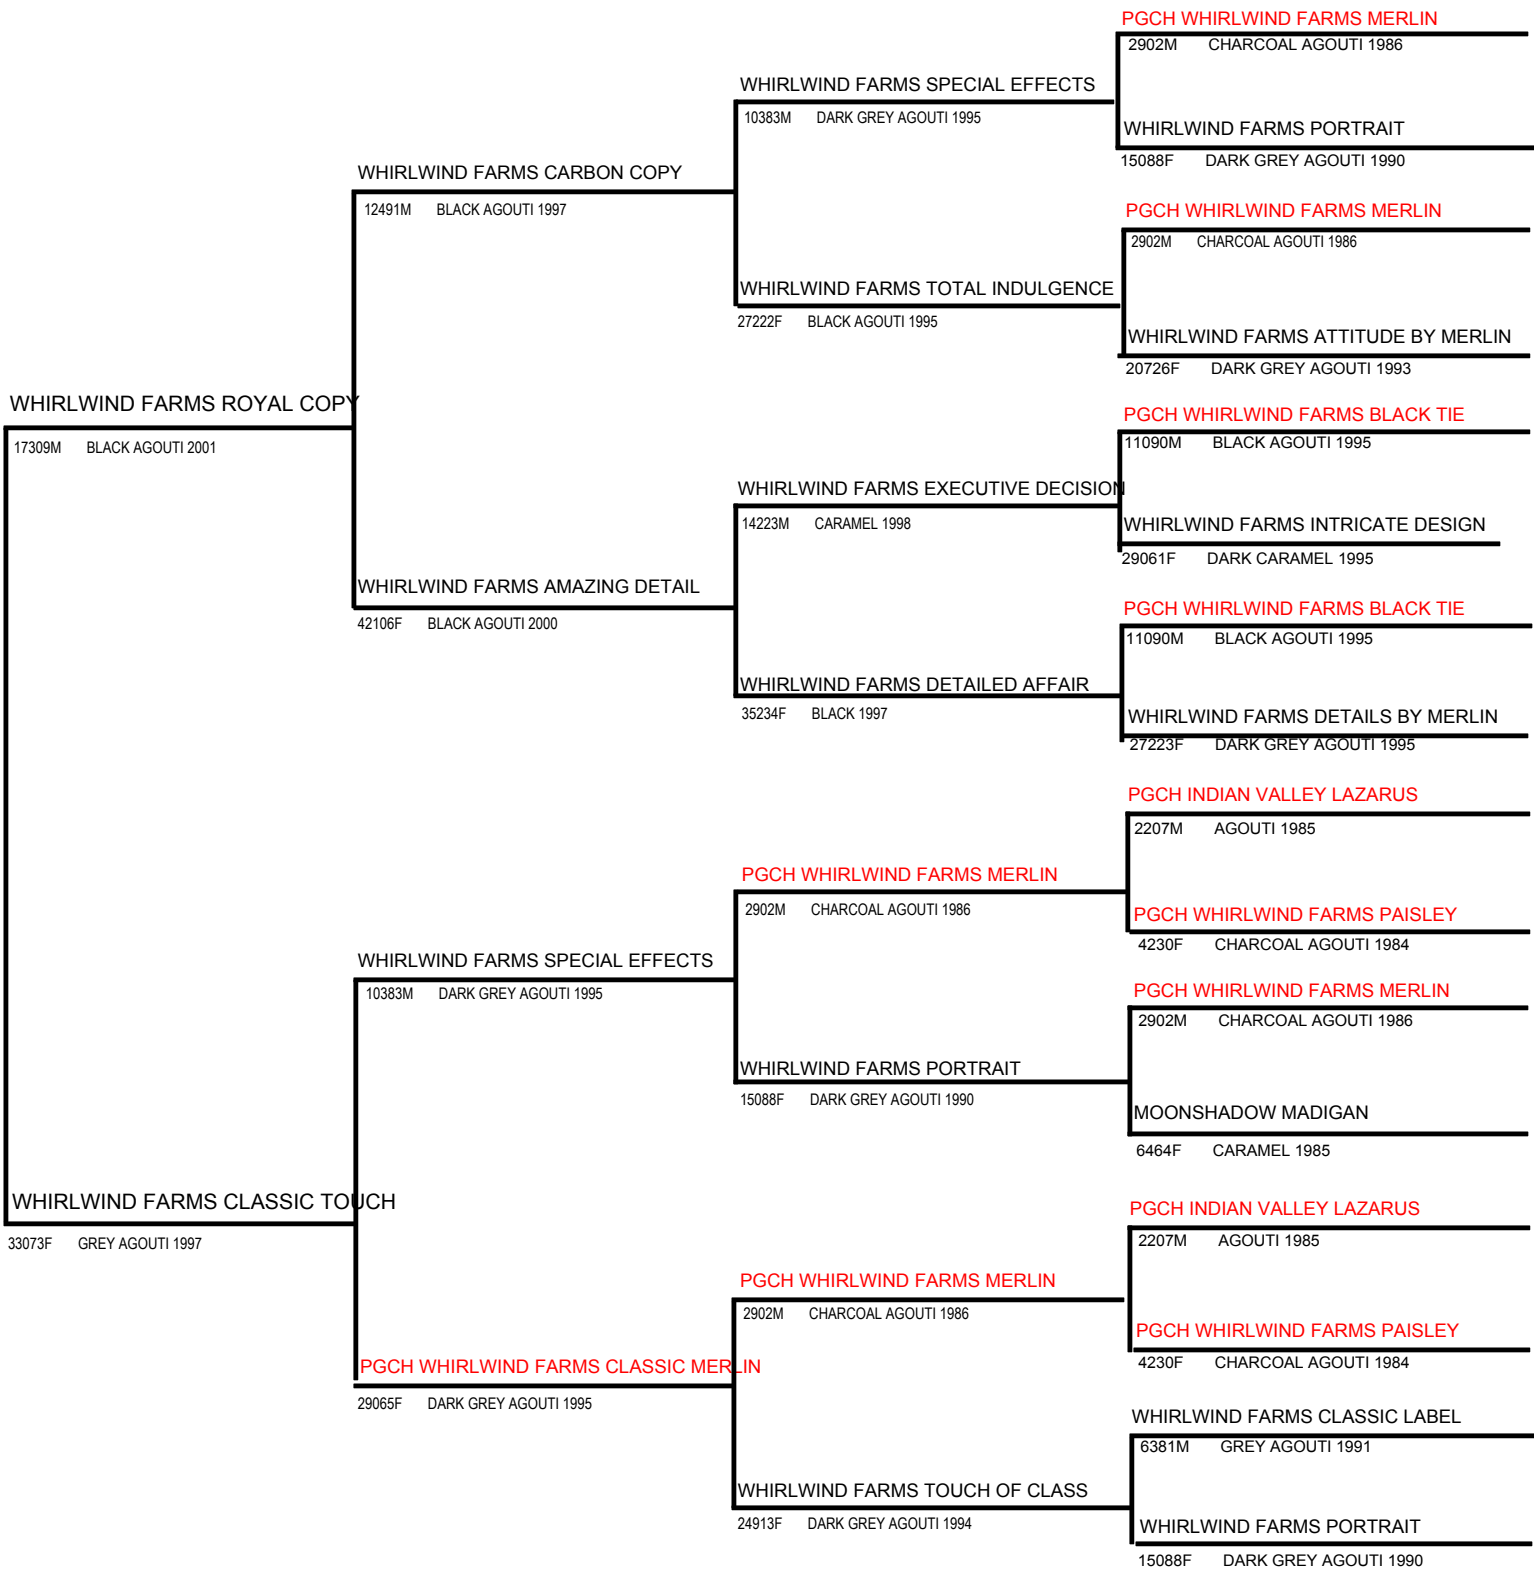 PGCH WHIRLWIND FARMS MERLIN
2902M CHARCOAL AGOUTI 1986
WHIRLWIND FARMS SPECIAL EFFECTS
10383M DARK GREY AGOUTI 1995
WHIRLWIND FARMS PORTRAIT
15088F DARK GREY AGOUTI 1990
WHIRLWIND FARMS CARBON COPY
12491M BLACK AGOUTI 1997
PGCH WHIRLWIND FARMS MERLIN
2902M CHARCOAL AGOUTI 1986
WHIRLWIND FARMS TOTAL INDULGENCE
27222F BLACK AGOUTI 1995
WHIRLWIND FARMS ATTITUDE BY MERLIN
20726F DARK GREY AGOUTI 1993
WHIRLWIND FARMS ROYAL COPY
17309M BLACK AGOUTI 2001
PGCH WHIRLWIND FARMS BLACK TIE
11090M BLACK AGOUTI 1995
WHIRLWIND FARMS EXECUTIVE DECISION
14223M CARAMEL 1998
WHIRLWIND FARMS INTRICATE DESIGN
29061F DARK CARAMEL 1995
WHIRLWIND FARMS AMAZING DETAIL
42106F BLACK AGOUTI 2000
PGCH WHIRLWIND FARMS BLACK TIE
11090M BLACK AGOUTI 1995
WHIRLWIND FARMS DETAILED AFFAIR
35234F BLACK 1997
WHIRLWIND FARMS DETAILS BY MERLIN
27223F DARK GREY AGOUTI 1995
PGCH INDIAN VALLEY LAZARUS
2207M AGOUTI 1985
PGCH WHIRLWIND FARMS MERLIN
2902M CHARCOAL AGOUTI 1986
PGCH WHIRLWIND FARMS PAISLEY
4230F CHARCOAL AGOUTI 1984
WHIRLWIND FARMS SPECIAL EFFECTS
10383M DARK GREY AGOUTI 1995
PGCH WHIRLWIND FARMS MERLIN
2902M CHARCOAL AGOUTI 1986
WHIRLWIND FARMS PORTRAIT
15088F DARK GREY AGOUTI 1990
MOONSHADOW MADIGAN
6464F CARAMEL 1985
WHIRLWIND FARMS CLASSIC TOUCH
33073F GREY AGOUTI 1997
PGCH INDIAN VALLEY LAZARUS
2207M AGOUTI 1985
PGCH WHIRLWIND FARMS MERLIN
2902M CHARCOAL AGOUTI 1986
PGCH WHIRLWIND FARMS PAISLEY
4230F CHARCOAL AGOUTI 1984
PGCH WHIRLWIND FARMS CLASSIC MERLIN
29065F DARK GREY AGOUTI 1995
WHIRLWIND FARMS CLASSIC LABEL
6381M GREY AGOUTI 1991
WHIRLWIND FARMS TOUCH OF CLASS
24913F DARK GREY AGOUTI 1994
WHIRLWIND FARMS PORTRAIT
15088F DARK GREY AGOUTI 1990